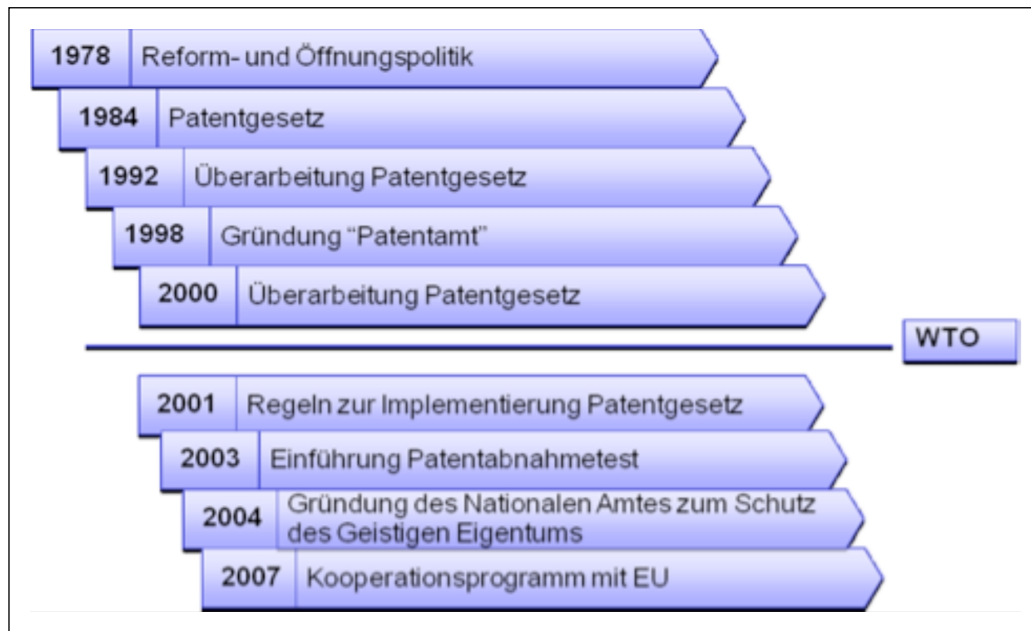 1978 Reform- und Öffnungspolitik
1984 Patentgesetz
1992 Überarbeitung Patentgesetz
1998 Gründung “Patentamt”
2000 Überarbeitung Patentgesetz
WTO
2001 Regeln zur Implementierung Patentgesetz
2003 Einführung Patentabnahmetest
2004 Gründung des Nationalen Amtes zum Schutz
des Geistigen Eigentums
2007 Kooperationsprogramm mit EU